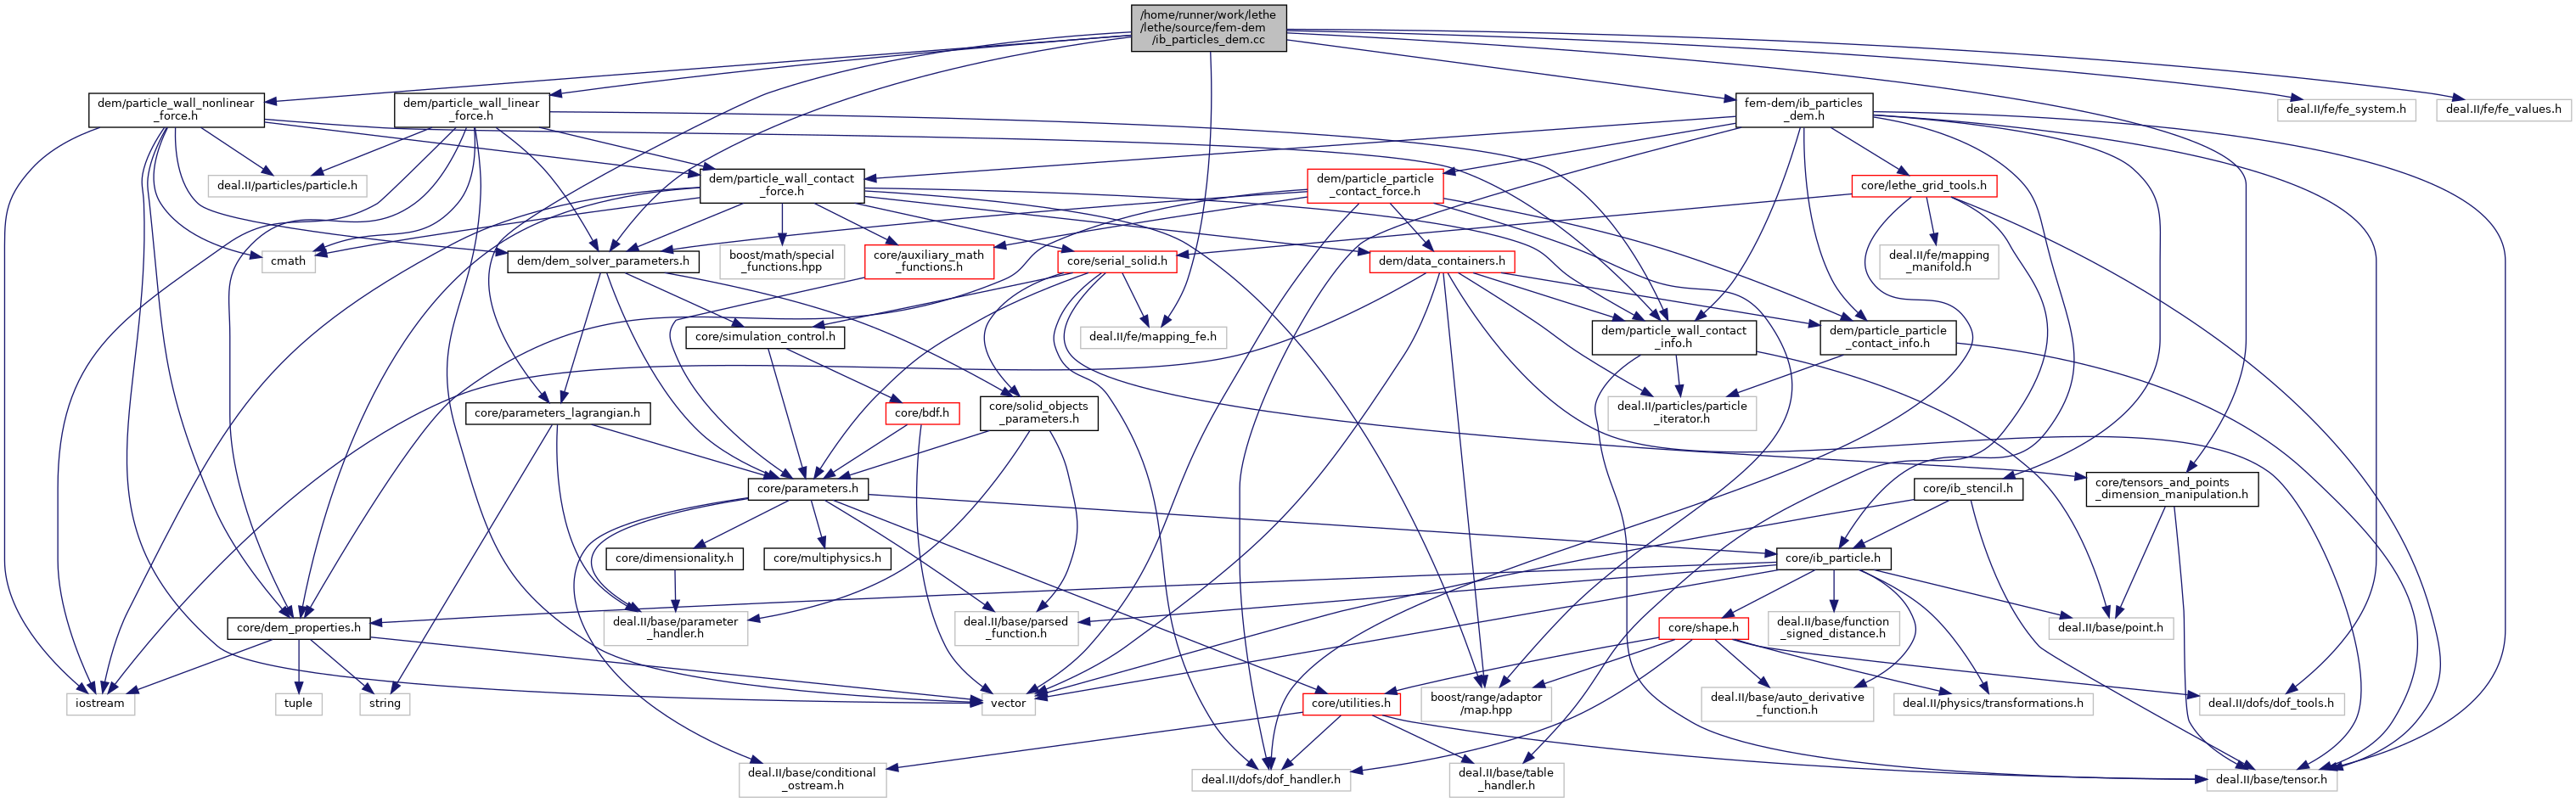 /home/runner/work/lethe
/lethe/source/fem-dem
/ib_particles_dem.cc
dem/particle_wall_nonlinear
_force.h
dem/particle_wall_linear
_force.h
fem-dem/ib_particles
_dem.h
deal.II/fe/fe_system.h
deal.II/fe/fe_values.h
deal.II/particles/particle.h
dem/particle_wall_contact
_force.h
dem/particle_particle
_contact_force.h
core/lethe_grid_tools.h
cmath
dem/dem_solver_parameters.h
boost/math/special
_functions.hpp
core/auxiliary_math
_functions.h
core/serial_solid.h
dem/data_containers.h
deal.II/fe/mapping
_manifold.h
core/simulation_control.h
deal.II/fe/mapping_fe.h
dem/particle_wall_contact
_info.h
dem/particle_particle
_contact_info.h
core/parameters_lagrangian.h
core/bdf.h
core/solid_objects
_parameters.h
deal.II/particles/particle
_iterator.h
core/parameters.h
core/ib_stencil.h
core/tensors_and_points
_dimension_manipulation.h
core/dimensionality.h
core/multiphysics.h
core/ib_particle.h
core/dem_properties.h
deal.II/base/parameter
_handler.h
deal.II/base/parsed
_function.h
core/shape.h
deal.II/base/function
_signed_distance.h
deal.II/base/point.h
iostream
tuple
string
vector
core/utilities.h
boost/range/adaptor
/map.hpp
deal.II/base/auto_derivative
_function.h
deal.II/physics/transformations.h
deal.II/dofs/dof_tools.h
deal.II/base/conditional
_ostream.h
deal.II/dofs/dof_handler.h
deal.II/base/table
_handler.h
deal.II/base/tensor.h